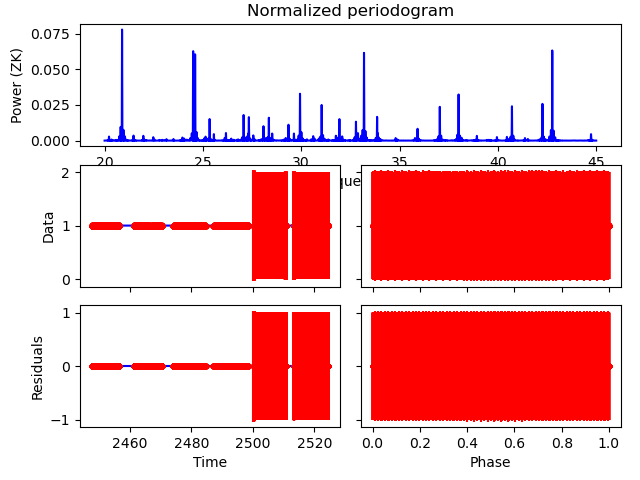 Normalized periodogram
Power (ZK)
0.075
0.050
0.025
0.000
20 25 30 35 40 45
Data
2
1
0
Residuals
1
0
−1
2460 2480 2500 2520
0.0 0.2 0.4 0.6 0.8 1.0
Time
Phase